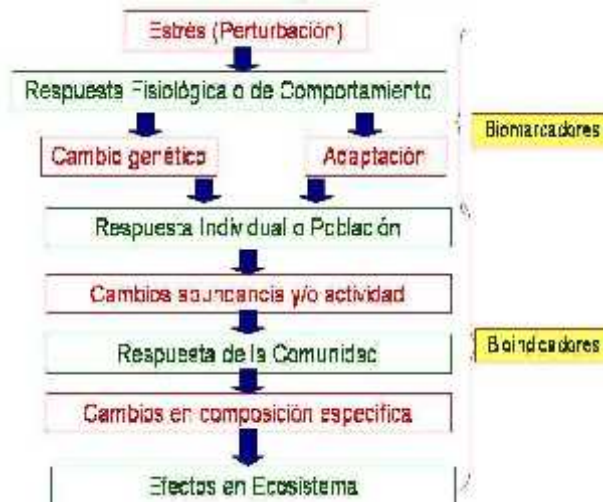 Estrés (Perturbación)
Respuesta Fisiológica o de Comportamiento
Biomarcadores
Cambio genético
Adaptación
Respuesta Individual o Población
Cambios abundancia y/o actividad
Respuesta de la Comunidad
Bioindicadores
Cambios en composición específica
Efectos en Ecosistema